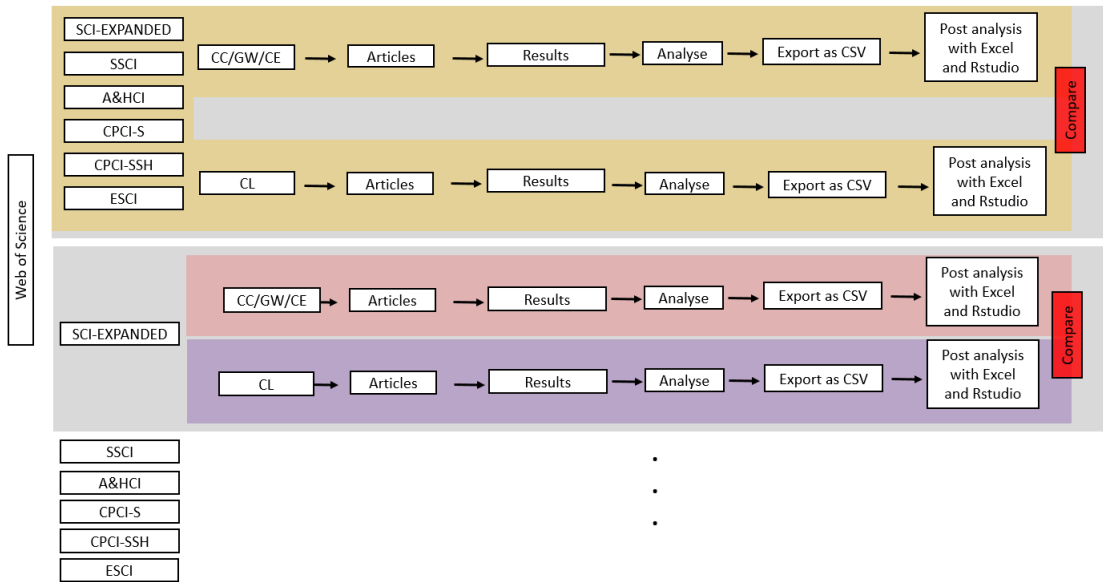 Web of Science
SCI-EXPANDED
SSCI
A&HCI
CPCI-S
CPCI-SSH
ESCI
CC/GW/CE
Articles
Results
Analyse
Export as CSV
Post analysis
with Excel
and Rstudio
CL
Articles
Results
Analyse
Export as CSV
Post analysis
with Excel
and Rstudio
Compare
SCI-EXPANDED
CC/GW/CE
Articles
Results
Analyse
Export as CSV
Post analysis
with Excel
and Rstudio
CL
Articles
Results
Analyse
Export as CSV
Post analysis
with Excel
and Rstudio
Compare
SSCI
A&HCI
CPCI-S
CPCI-SSH
ESCI